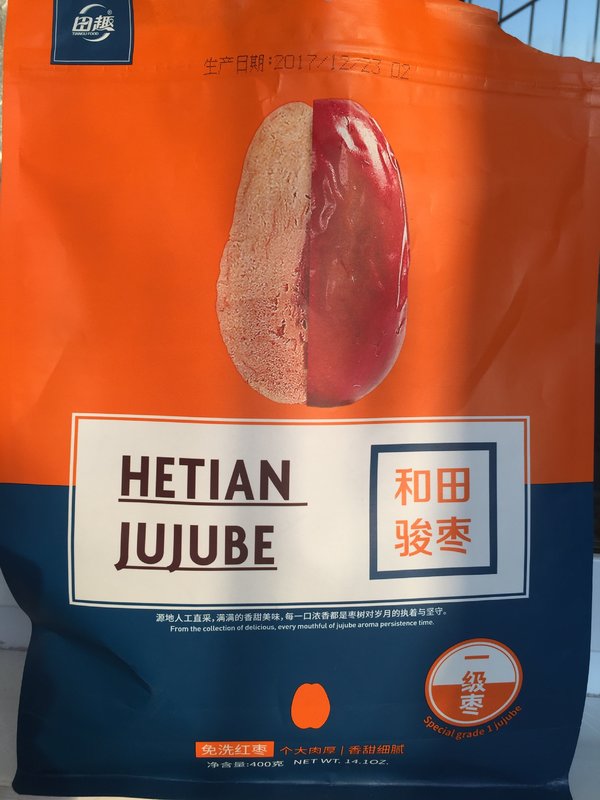 田趣
TIANQU FOOD
生产日期:2017/12/23 02
HETIAN
JUJUBE
和田
骏枣
源地人工直采，满满的香甜美味，每一口浓香都是枣树对岁月的执着与坚守。
From the collection of delicious, every mouthful of jujube aroma persistence time.
一级枣
Special grade 1 jujube
免洗红枣 个大肉厚 | 香甜细腻
净含量:400克 NET WT. 14.1OZ.